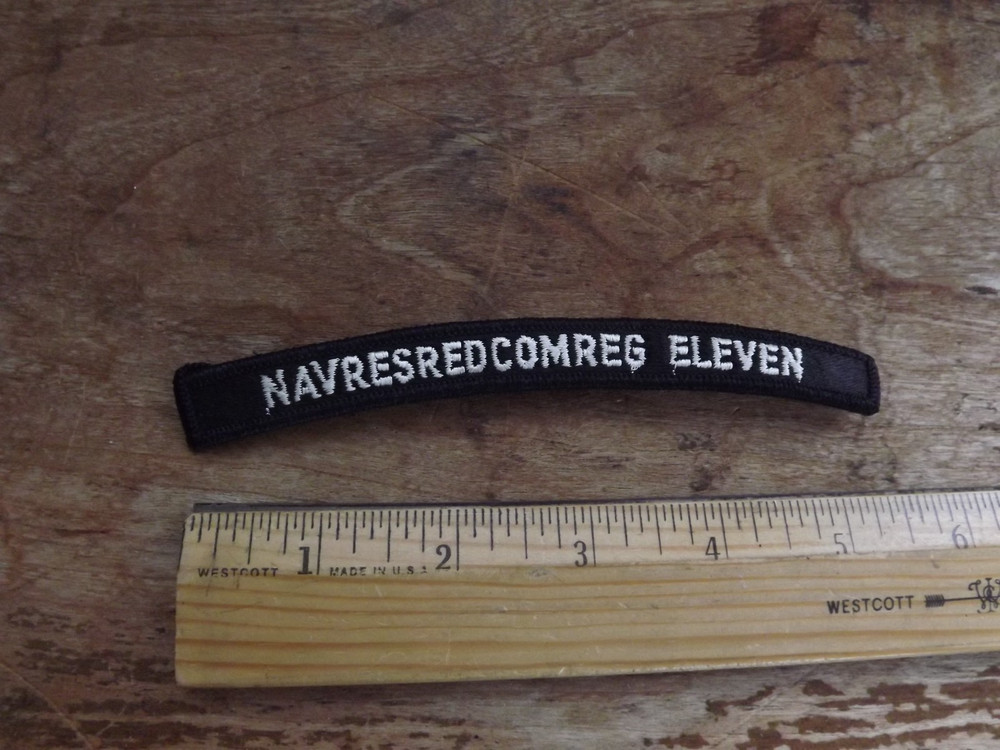 NAVRESREDCOMREG ELEVEN
1 2 3 4 5 6
WESTCOTT MADE IN U.S.A
WESTCOTT